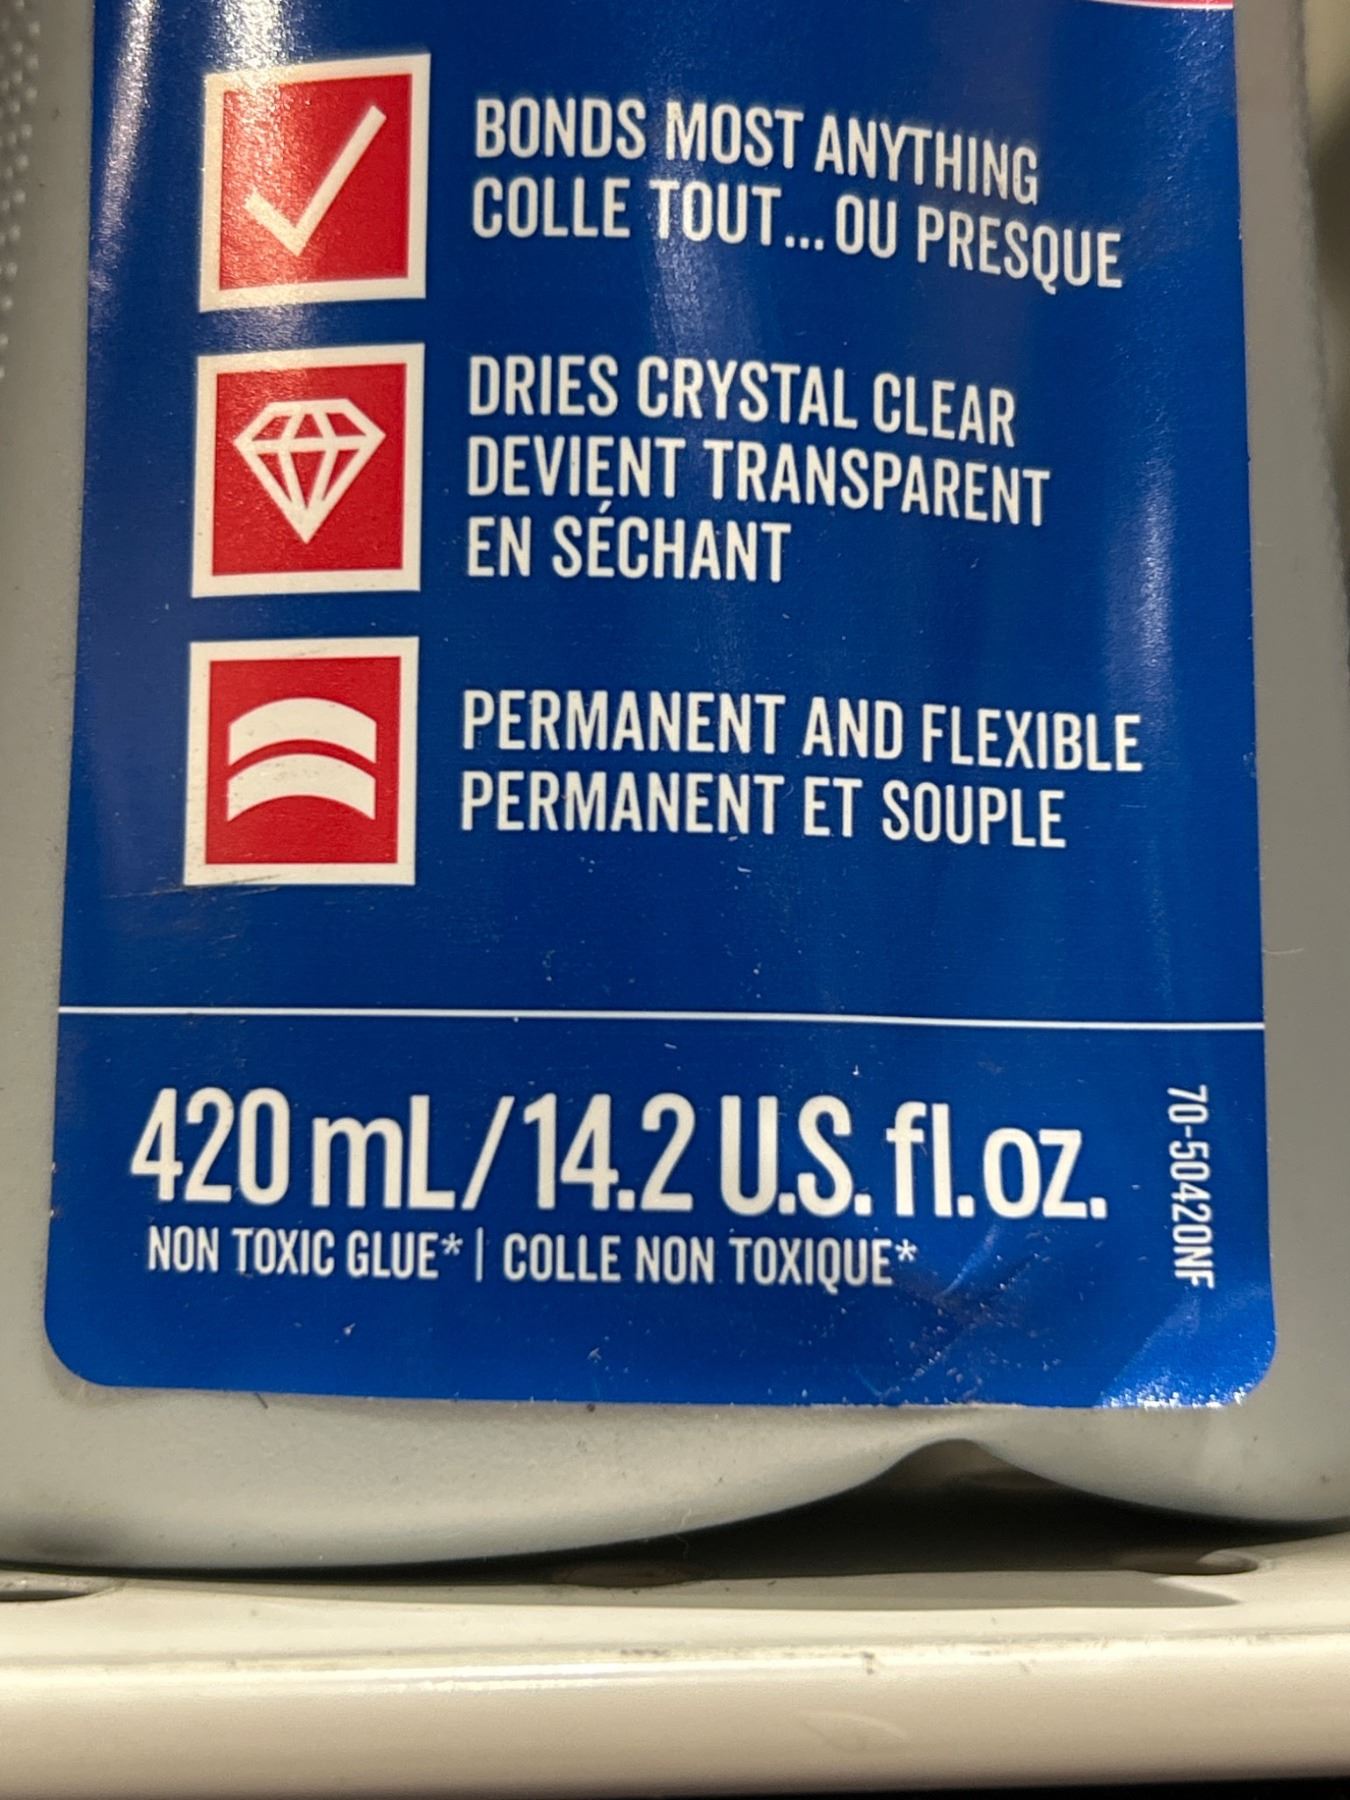 BONDS MOST ANYTHING
COLLE TOUT... OU PRESQUE
DRIES CRYSTAL CLEAR
DEVIENT TRANSPARENT
EN SÉCHANT
PERMANENT AND FLEXIBLE
PERMANENT ET SOUPLE
420 mL/14.2 U.S. fl.oz.
NON TOXIC GLUE* | COLLE NON TOXIQUE*
70-50420NF